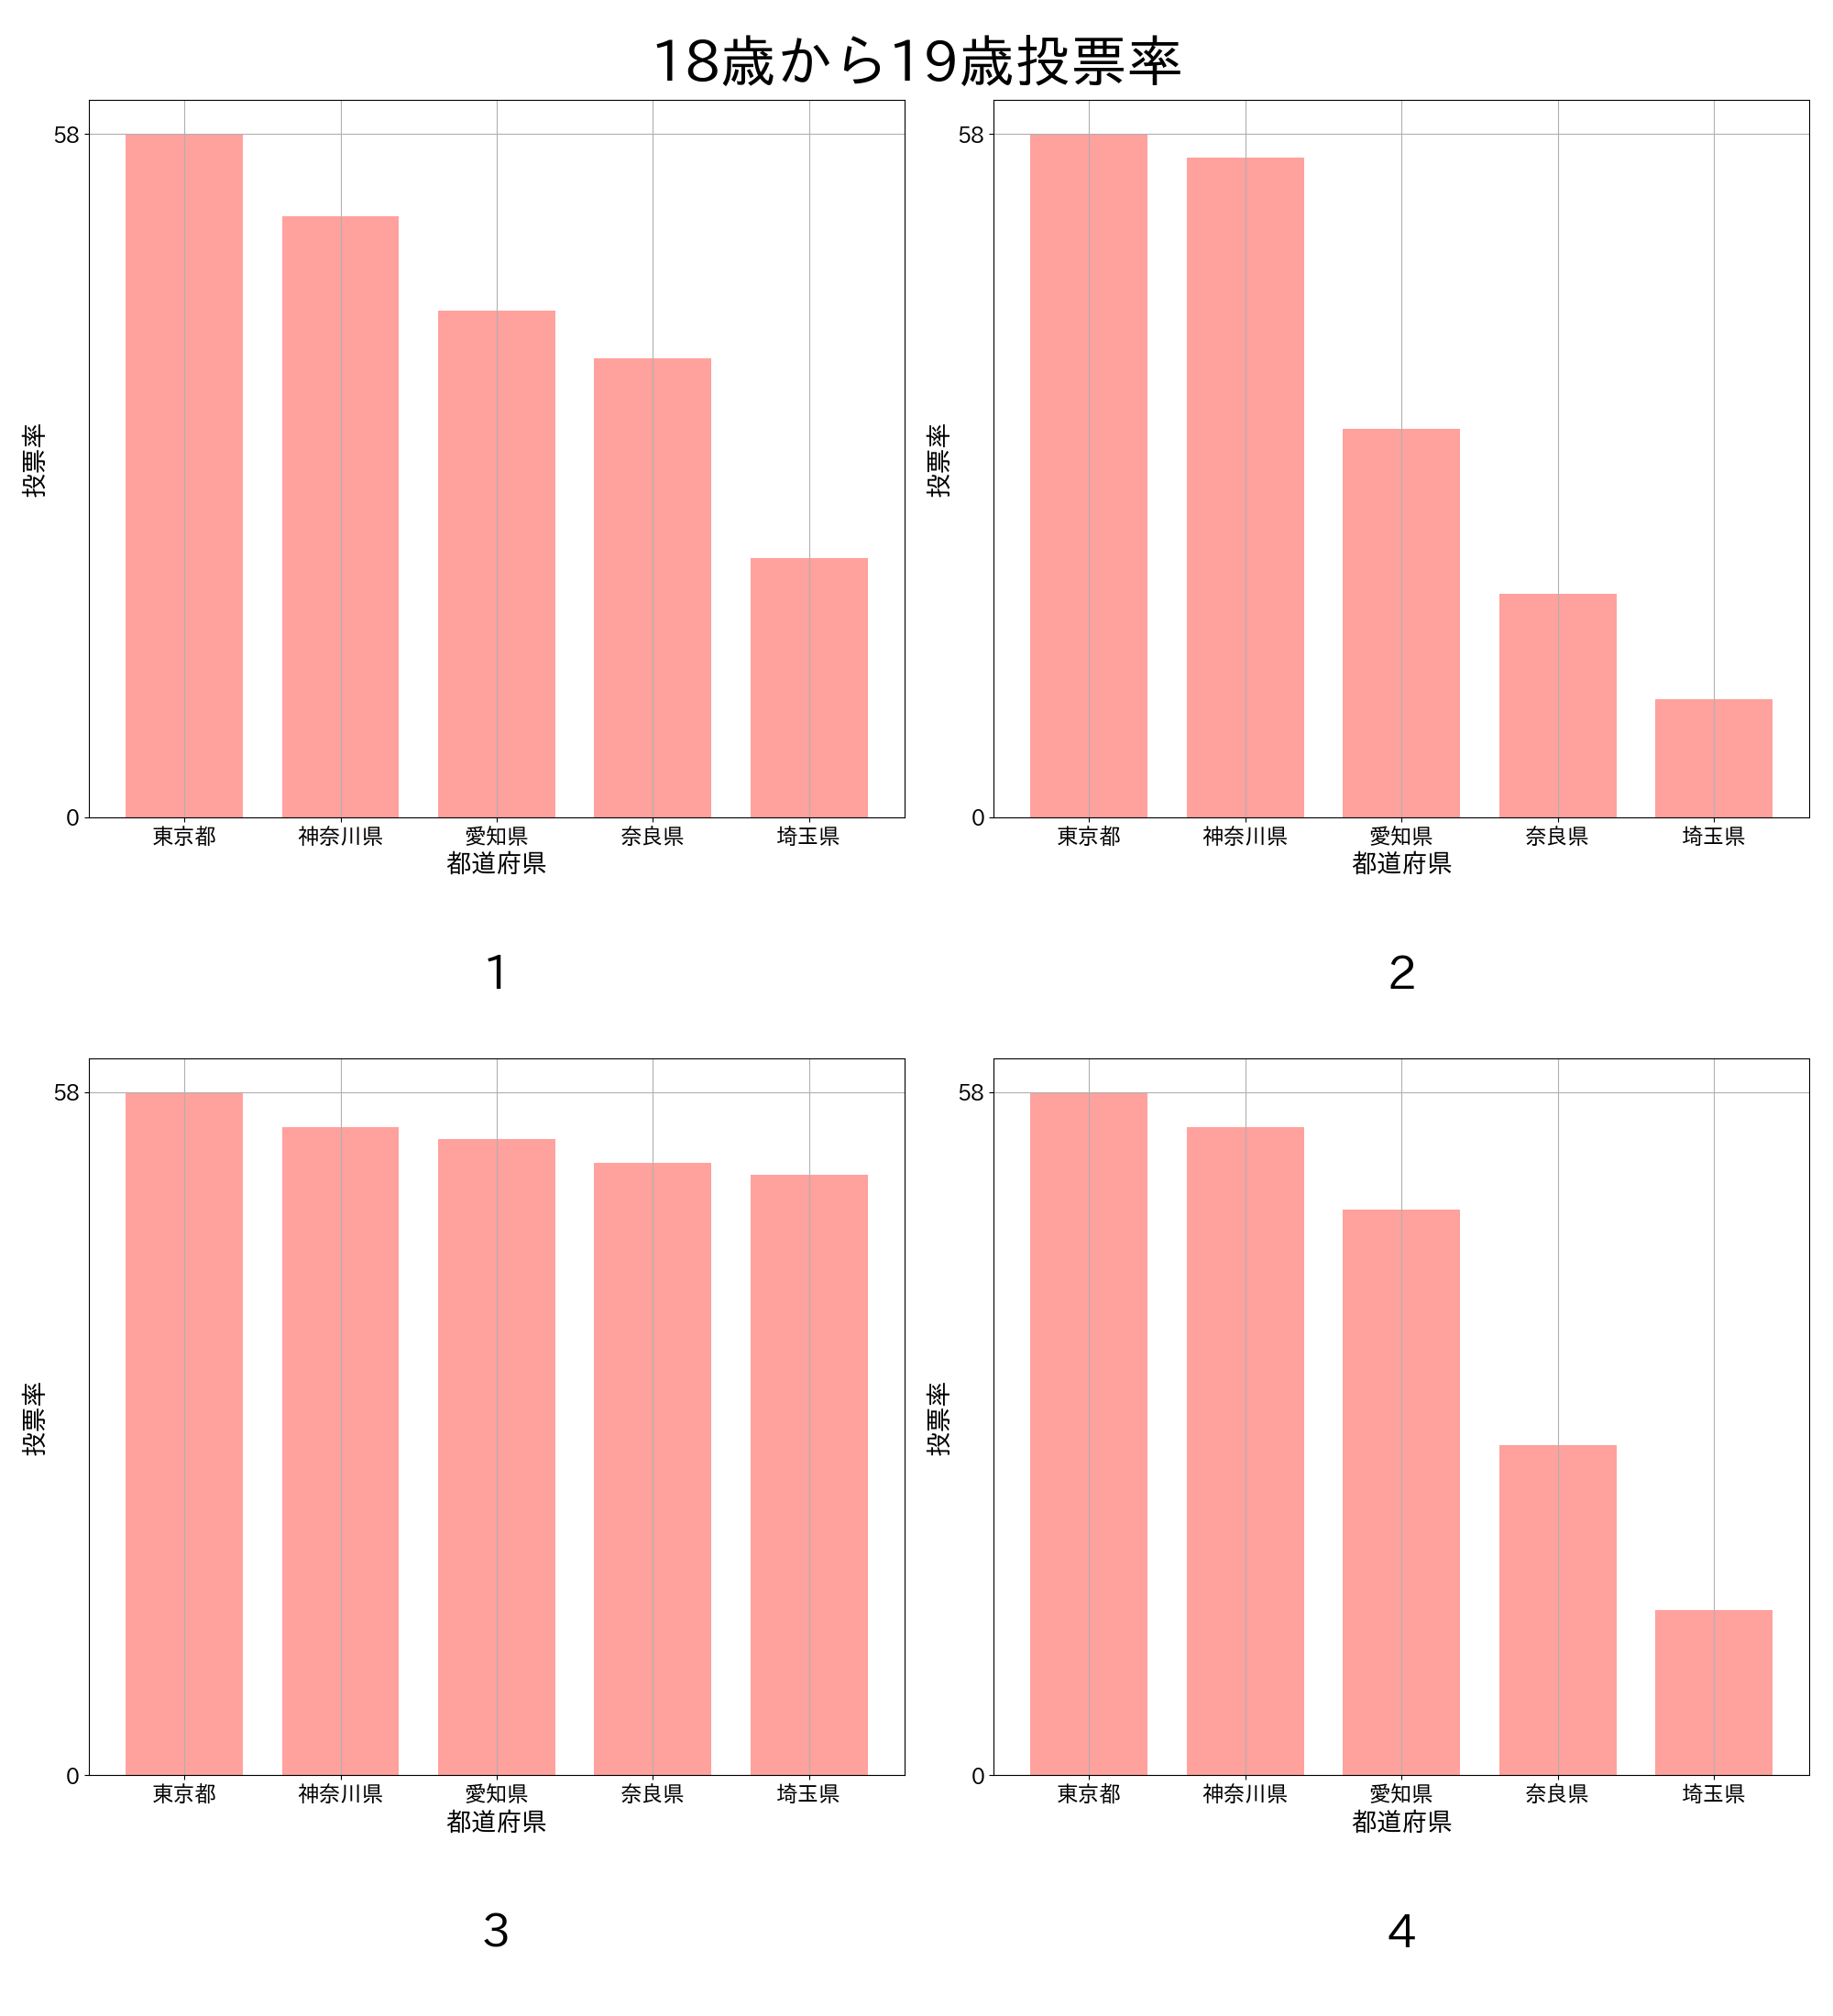 18歳から19歳投票率
58
0
投票率
東京都 神奈川県 愛知県 奈良県 埼玉県
都道府県
1
58
0
投票率
東京都 神奈川県 愛知県 奈良県 埼玉県
都道府県
2
58
0
投票率
東京都 神奈川県 愛知県 奈良県 埼玉県
都道府県
3
58
0
投票率
東京都 神奈川県 愛知県 奈良県 埼玉県
都道府県
4